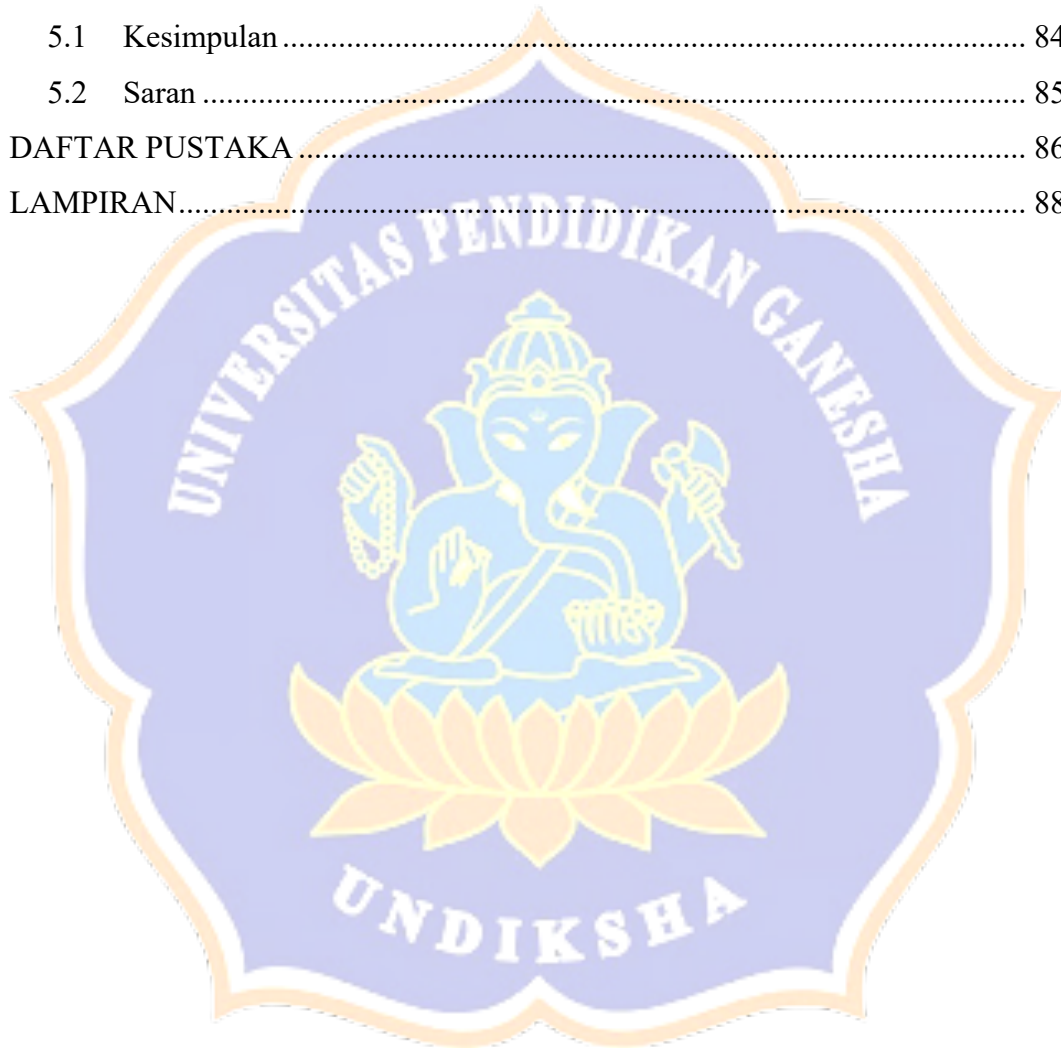 5.1 Kesimpulan ........................................................................................... 84
5.2 Saran ..................................................................................................... 85
DAFTAR PUSTAKA ......................................................................................... 86
LAMPIRAN....................................................................................................... 88
UNIVERSITAS PENDIDIKAN GANESHA
UNDIKSHA